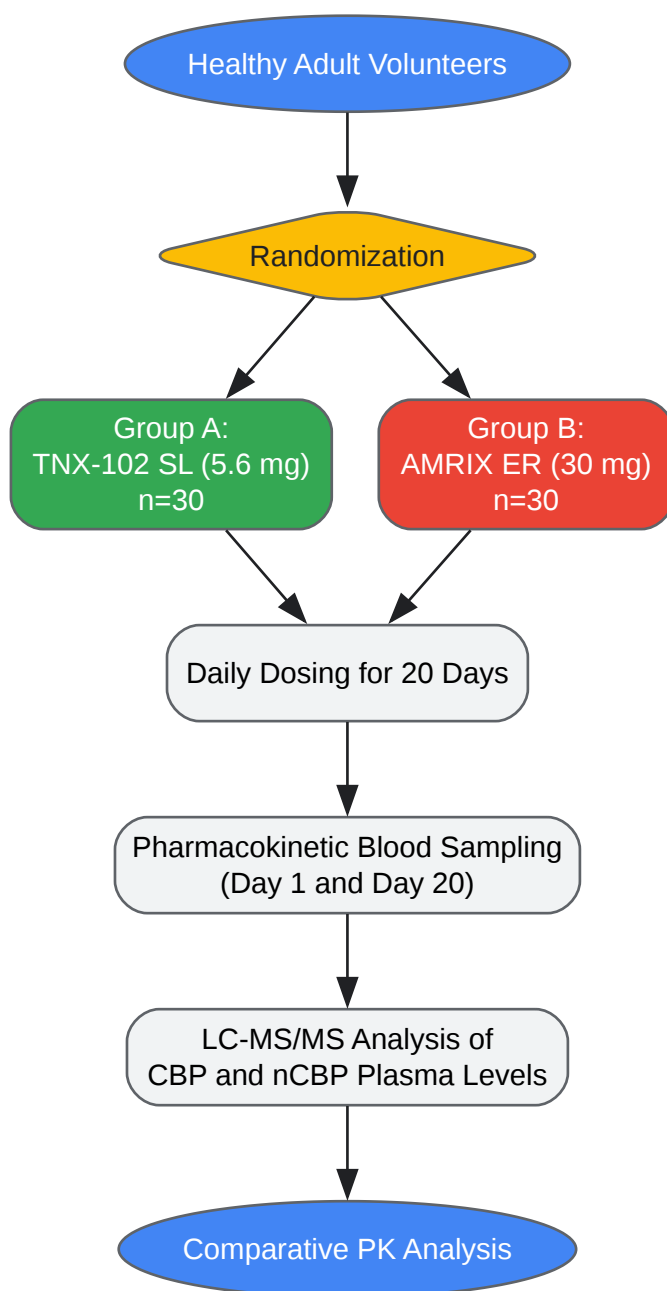 Healthy Adult Volunteers
Randomization
Group A:
TNX-102 SL (5.6 mg)
n=30
Group B:
AMRIX ER (30 mg)
n=30
Daily Dosing for 20 Days
Pharmacokinetic Blood Sampling
(Day 1 and Day 20)
LC-MS/MS Analysis of
CBP and nCBP Plasma Levels
Comparative PK Analysis